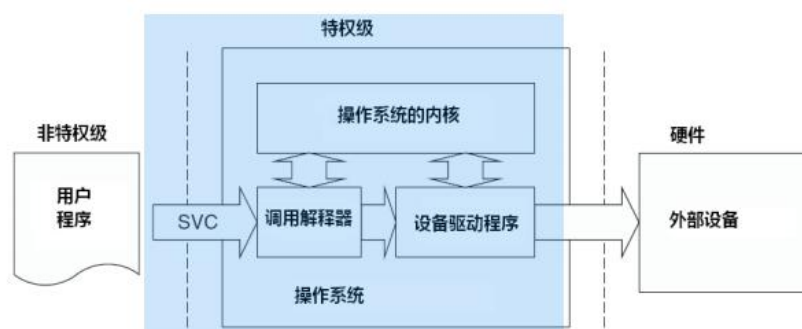 特权级
操作系统的内核
非特权级
硬件
用户
程序
SVC
调用解释器
设备驱动程序
外部设备
操作系统